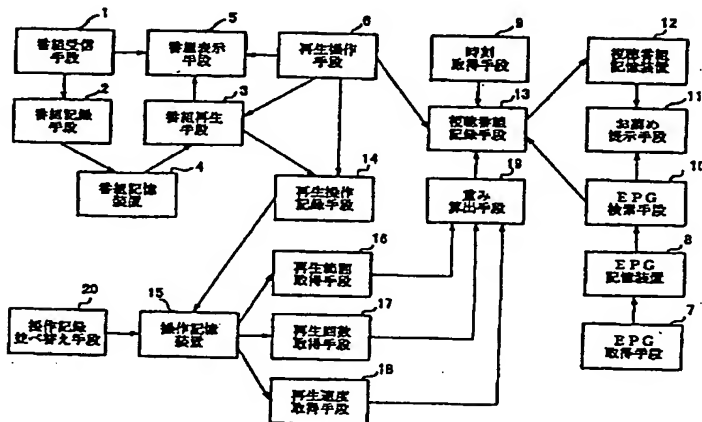 1
番組受信
手段
5
番組表示
手段
6
再生操作
手段
9
時刻
取得手段
12
視聴番組
記憶装置
2
番組記録
手段
3
番組再生
手段
13
視聴番組
記録手段
11
お薦め
提示手段
4
番組記憶
装置
14
再生操作
記録手段
19
重み
算出手段
10
EPG
検索手段
16
再生範囲
取得手段
8
EPG
記憶装置
20
操作記録
並べ替え手段
15
操作記憶
装置
17
再生回数
取得手段
7
EPG
取得手段
18
再生速度
取得手段